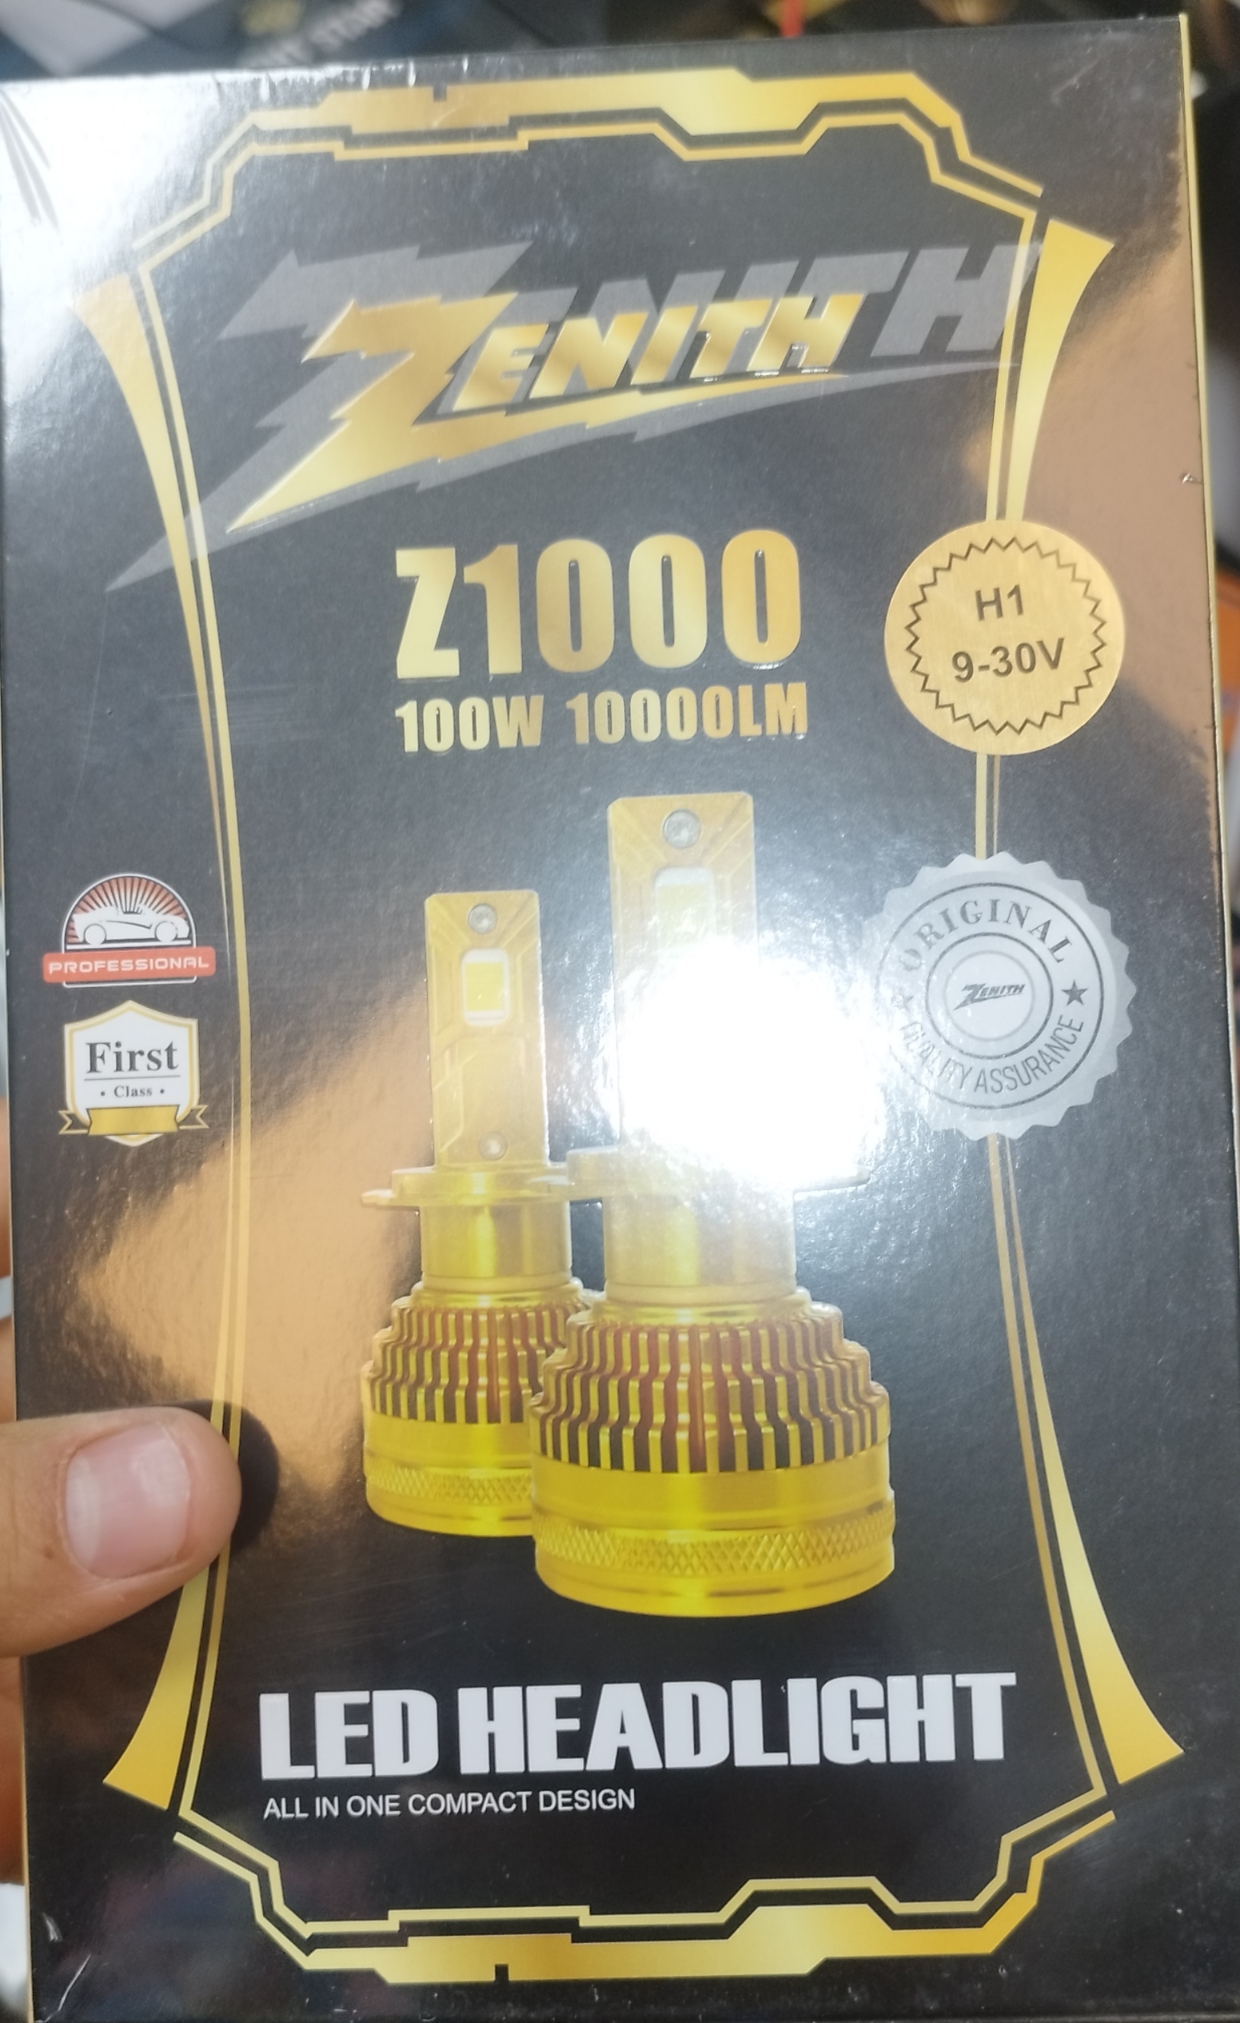 ZENITH
ZENITH
Z1000
100W 10000LM
H1
9-30V
PROFESSIONAL
First
• Class •
ORIGINAL
ZENITH
QUALITY ASSURANCE
LED HEADLIGHT
ALL IN ONE COMPACT DESIGN